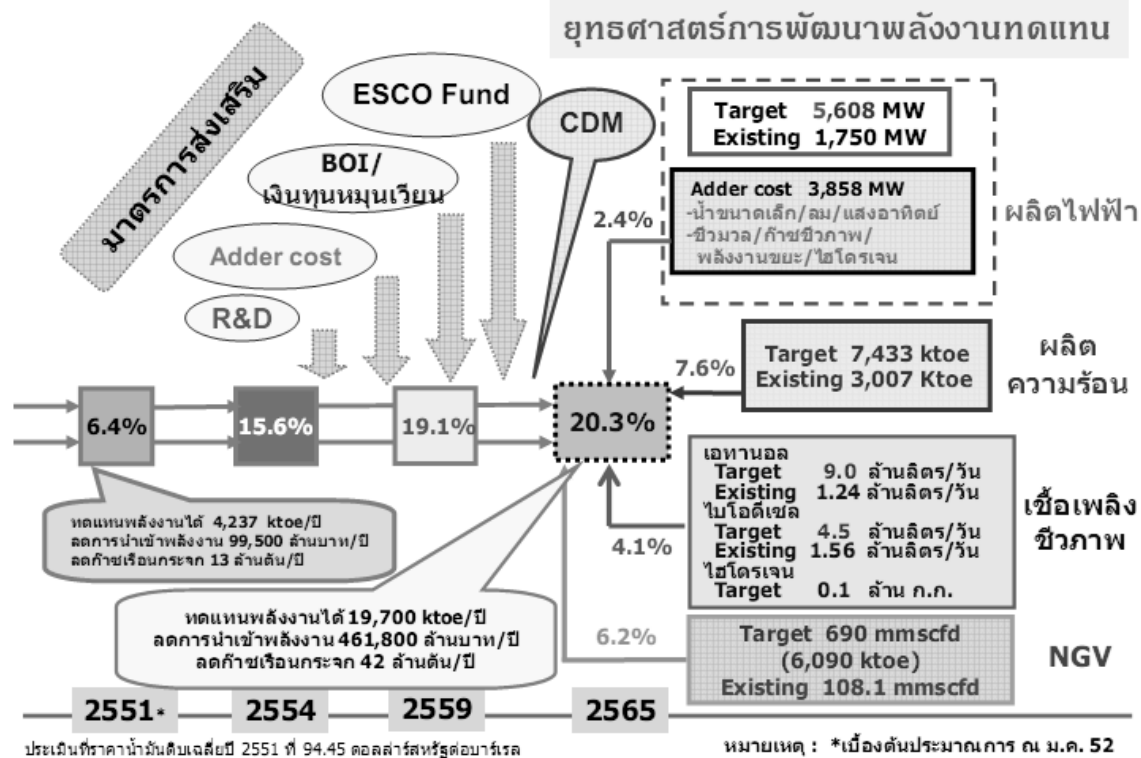 ยุทธศาสตร์การพัฒนาพลังงานทดแทน
มาตรการส่งเสริม
ESCO Fund
CDM
BOI/
เงินทุนหมุนเวียน
Adder cost
R&D
Target 5,608 MW
Existing 1,750 MW
Adder cost 3,858 MW
-น้ำขนาดเล็ก/ลม/แสงอาทิตย์
-ชีวมวล/ก๊าซชีวภาพ/
พลังงานขยะ/ไฮโดรเจน
ผลิตไฟฟ้า
2.4%
Target 7,433 ktoe
Existing 3,007 Ktoe
ผลิต
ความร้อน
7.6%
6.4%
15.6%
19.1%
20.3%
เอทานอล
Target 9.0 ล้านลิตร/วัน
Existing 1.24 ล้านลิตร/วัน
ไบโอดีเซล
Target 4.5 ล้านลิตร/วัน
Existing 1.56 ล้านลิตร/วัน
ไฮโดรเจน
Target 0.1 ล้าน ก.ก.
เชื้อเพลิง
ชีวภาพ
4.1%
ทดแทนพลังงานได้ 4,237 ktoe/ปี
ลดการนำเข้าพลังงาน 99,500 ล้านบาท/ปี
ลดก๊าซเรือนกระจก 13 ล้านตัน/ปี
ทดแทนพลังงานได้ 19,700 ktoe/ปี
ลดการนำเข้าพลังงาน 461,800 ล้านบาท/ปี
ลดก๊าซเรือนกระจก 42 ล้านตัน/ปี
6.2%
Target 690 mmscfd
(6,090 ktoe)
Existing 108.1 mmscfd
NGV
2551*
2554
2559
2565
ประเมินที่ราคาน้ำมันดิบเฉลี่ยปี 2551 ที่ 94.45 ดอลล่าร์สหรัฐต่อบาร์เรล
หมายเหตุ : *เบื้องต้นประมาณการ ณ ม.ค. 52